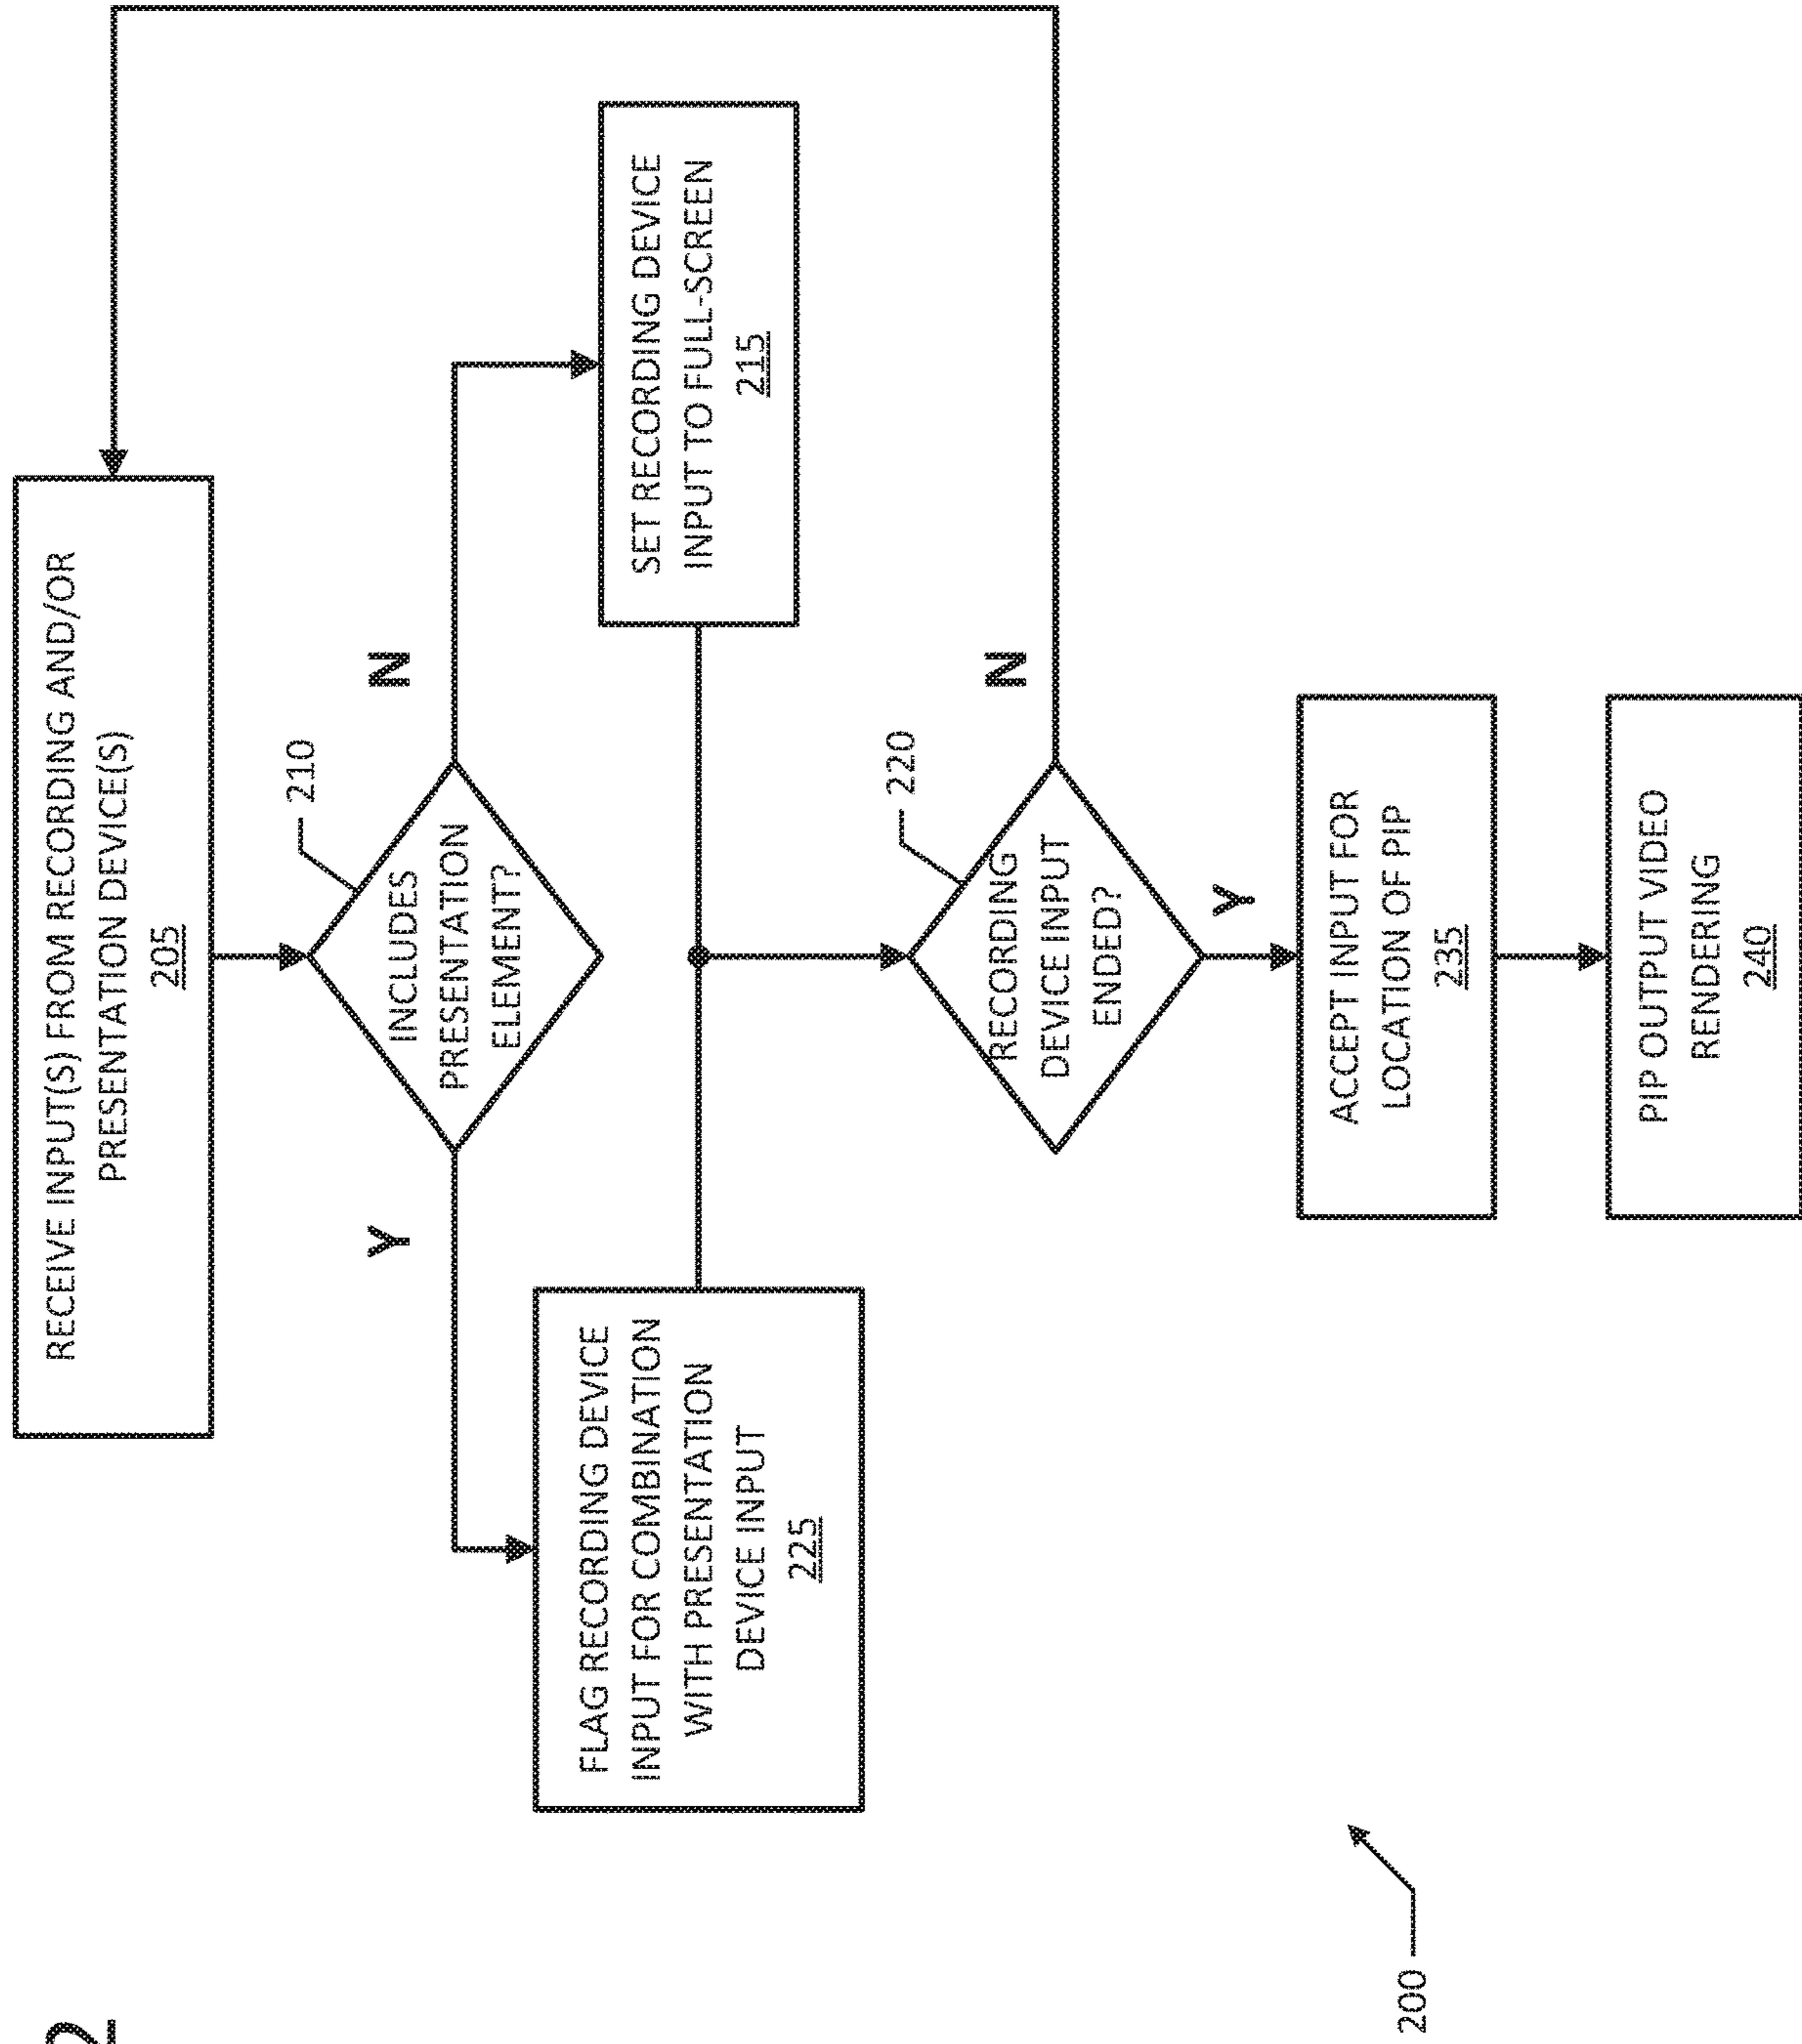 RECEIVE INPUT(S) FROM RECORDING AND/OR
PRESENTATION DEVICE(S)
205
210
INCLUDES
PRESENTATION
ELEMENT?
Y
N
FLAG RECORDING DEVICE
INPUT FOR COMBINATION
WITH PRESENTATION
DEVICE INPUT
225
SET RECORDING DEVICE
INPUT TO FULL-SCREEN
215
220
RECORDING
DEVICE INPUT
ENDED?
N
Y
ACCEPT INPUT FOR
LOCATION OF PIP
235
PIP OUTPUT VIDEO
RENDERING
240
200
2